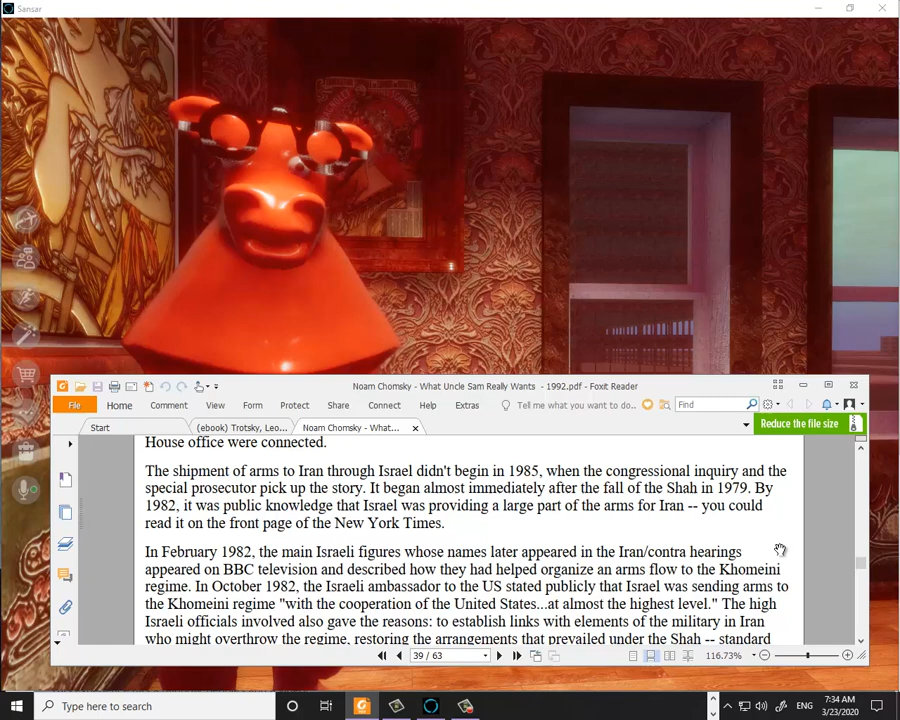 Sansar
Noam Chomsky - What Uncle Sam Really Wants - 1992.pdf - Foxit Reader
File Home Comment View Form Protect Share Connect Help Extras Tell me what you want to do.. Find
Start (ebook) Trotsky, Leo... Noam Chomsky - What... Reduce the file size
House office were connected.
The shipment of arms to Iran through Israel didn't begin in 1985, when the congressional inquiry and the
special prosecutor pick up the story. It began almost immediately after the fall of the Shah in 1979. By
1982, it was public knowledge that Israel was providing a large part of the arms for Iran -- you could
read it on the front page of the New York Times.
In February 1982, the main Israeli figures whose names later appeared in the Iran/contra hearings
appeared on BBC television and described how they had helped organize an arms flow to the Khomeini
regime. In October 1982, the Israeli ambassador to the US stated publicly that Israel was sending arms to
the Khomeini regime "with the cooperation of the United States...at almost the highest level." The high
Israeli officials involved also gave the reasons: to establish links with elements of the military in Iran
who might overthrow the regime, restoring the arrangements that prevailed under the Shah -- standard
39 / 63 116.73%
Type here to search ENG 7:34 AM
3/23/2020